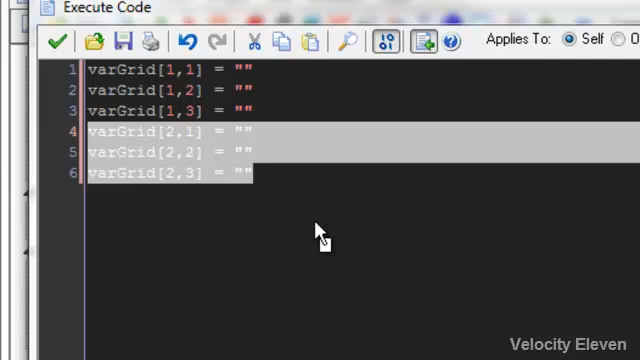 Execute Code
Applies To: Self
1 varGrid[1,1] = ""
2 varGrid[1,2] = ""
3 varGrid[1,3] = ""
4 varGrid[2,1] = ""
5 varGrid[2,2] = ""
6 varGrid[2,3] = ""
Velocity Eleven